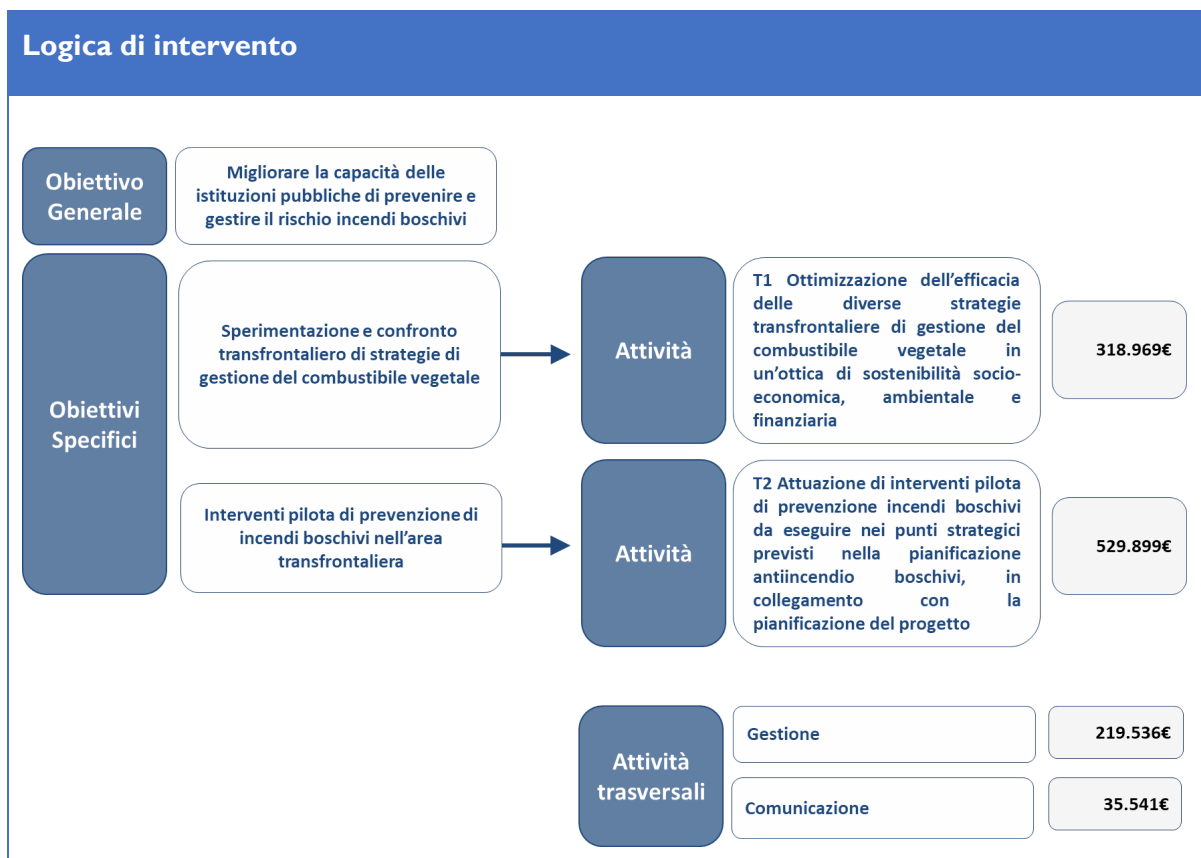 Logica di intervento
Obiettivo
Generale
Migliorare la capacità delle
istituzioni pubbliche di prevenire e
gestire il rischio incendi boschivi
Obiettivi
Specifici
Sperimentazione e confronto
transfrontaliero di strategie di
gestione del combustibile vegetale
Attività
T1 Ottimizzazione dell’efficacia
delle diverse strategie
transfrontaliere di gestione del
combustibile vegetale in
un’ottica di sostenibilità socio-
economica, ambientale e
finanziaria
318.969€
Interventi pilota di prevenzione di
incendi boschivi nell’area
transfrontaliera
Attività
T2 Attuazione di interventi pilota
di prevenzione incendi boschivi
da eseguire nei punti strategici
previsti nella pianificazione
antiincendio boschivi, in
collegamento con la
pianificazione del progetto
529.899€
Attività
trasversali
Gestione
219.536€
Comunicazione
35.541€